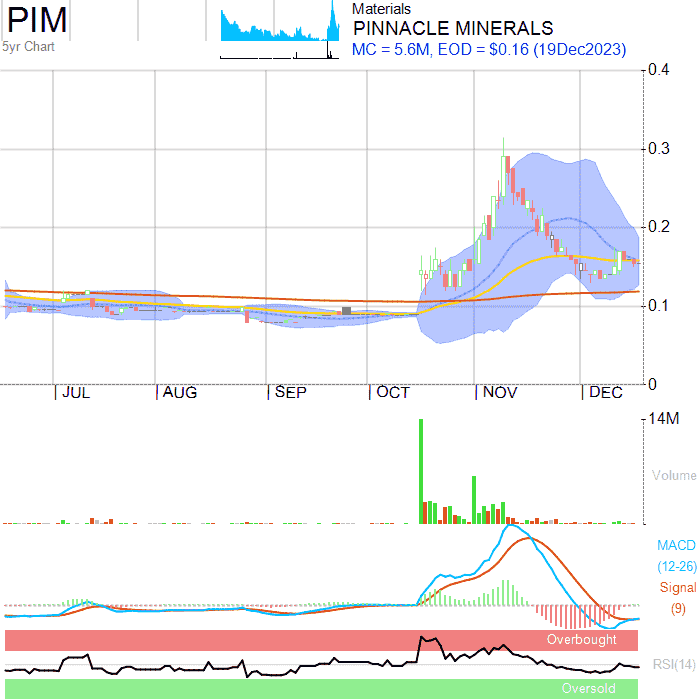 PIM
5yr Chart
Materials
PINNACLE MINERALS
MC = 5.6M, EOD = $0.16 (19Dec2023)
0.4
0.3
0.2
0.1
0
JUL
AUG
SEP
OCT
NOV
DEC
14M
Volume
MACD
(12-26)
Signal
(9)
Overbought
RSI(14)
Oversold